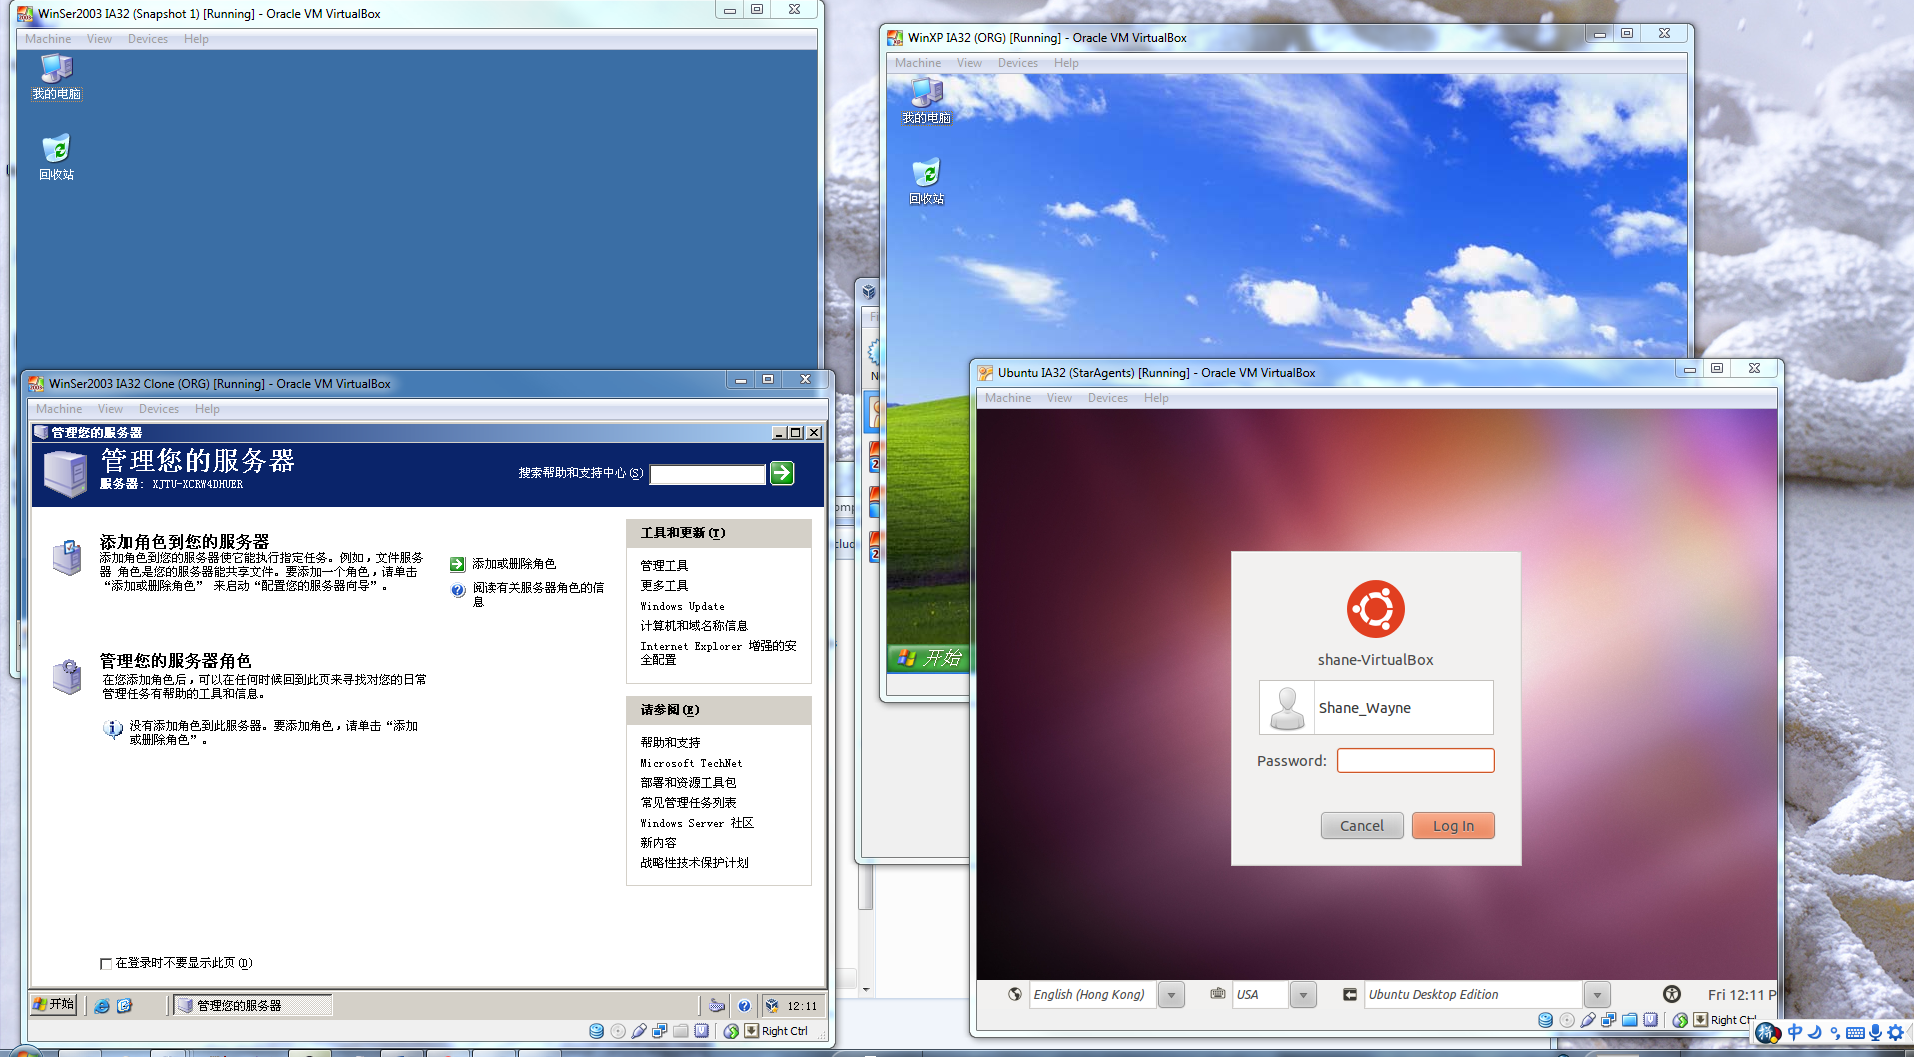 WinSer2003 IA32 (Snapshot 1) [Running] - Oracle VM VirtualBox
Machine View Devices Help
我的电脑
回收站
WinXP IA32 (ORG) [Running] - Oracle VM VirtualBox
Machine View Devices Help
我的电脑
回收站
开始
WinSer2003 IA32 Clone (ORG) [Running] - Oracle VM VirtualBox
Machine View Devices Help
管理您的服务器
管理您的服务器
服务器: XJTU-XCRW4DHUER
搜索帮助和支持中心(S)
添加角色到您的服务器
添加角色到您的服务器使它能执行指定任务。例如，文件服务
器 角色是您的服务器能共享文件。要添加一个角色，请单击
“添加或删除角色” 来启动“配置您的服务器向导”。
添加或删除角色
阅读有关服务器角色的信
息
管理您的服务器角色
在您添加角色后，可以在任何时候回到此页来寻找对您的日常
管理任务有帮助的工具和信息。
没有添加角色到此服务器。要添加角色，请单击“添加
或删除角色”。
工具和更新(T)
管理工具
更多工具
Windows Update
计算机和域名称信息
Internet Explorer 增强的安
全配置
请参阅(E)
帮助和支持
Microsoft TechNet
部署和资源工具包
常见管理任务列表
Windows Server 社区
新内容
战略性技术保护计划
在登录时不要显示此页(D)
开始
管理您的服务器
12:11
Right Ctrl
Ubuntu IA32 (StarAgents) [Running] - Oracle VM VirtualBox
Machine View Devices Help
shane-VirtualBox
Shane_Wayne
Password:
Cancel Log In
English (Hong Kong)
USA
Ubuntu Desktop Edition
Fri 12:11 P
Right Ctrl
中